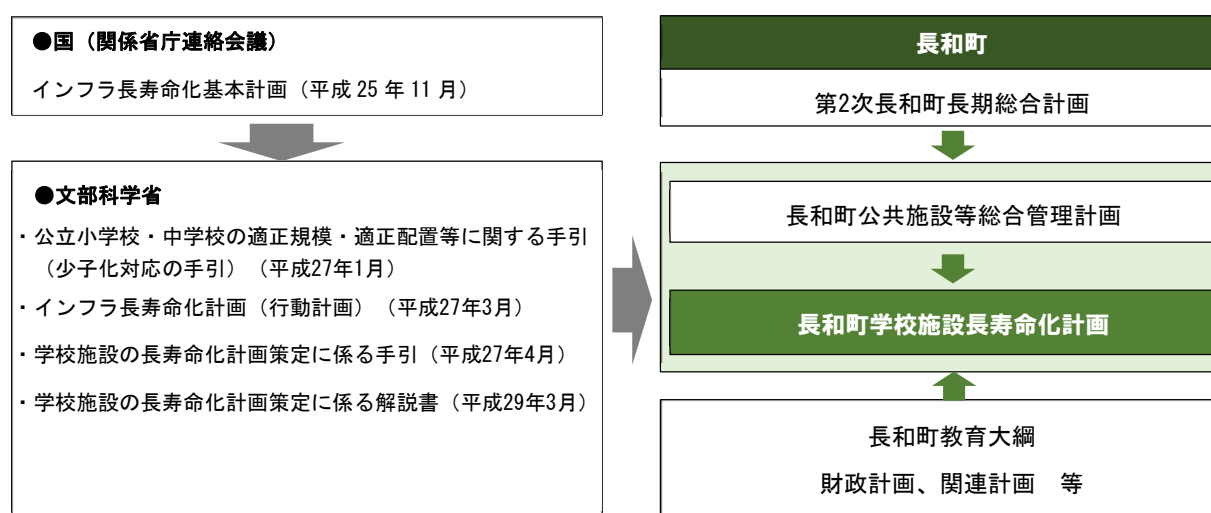 ●国（関係省庁連絡会議）
インフラ長寿命化基本計画（平成 25 年 11 月）
●文部科学省
・公立小学校・中学校の適正規模・適正配置等に関する手引
（少子化対応の手引）（平成27年1月）
・インフラ長寿命化計画（行動計画）（平成27年3月）
・学校施設の長寿命化計画策定に係る手引（平成27年4月）
・学校施設の長寿命化計画策定に係る解説書（平成29年3月）
長和町
第2次長和町長期総合計画
長和町公共施設等総合管理計画
長和町学校施設長寿命化計画
長和町教育大綱
財政計画、関連計画　等